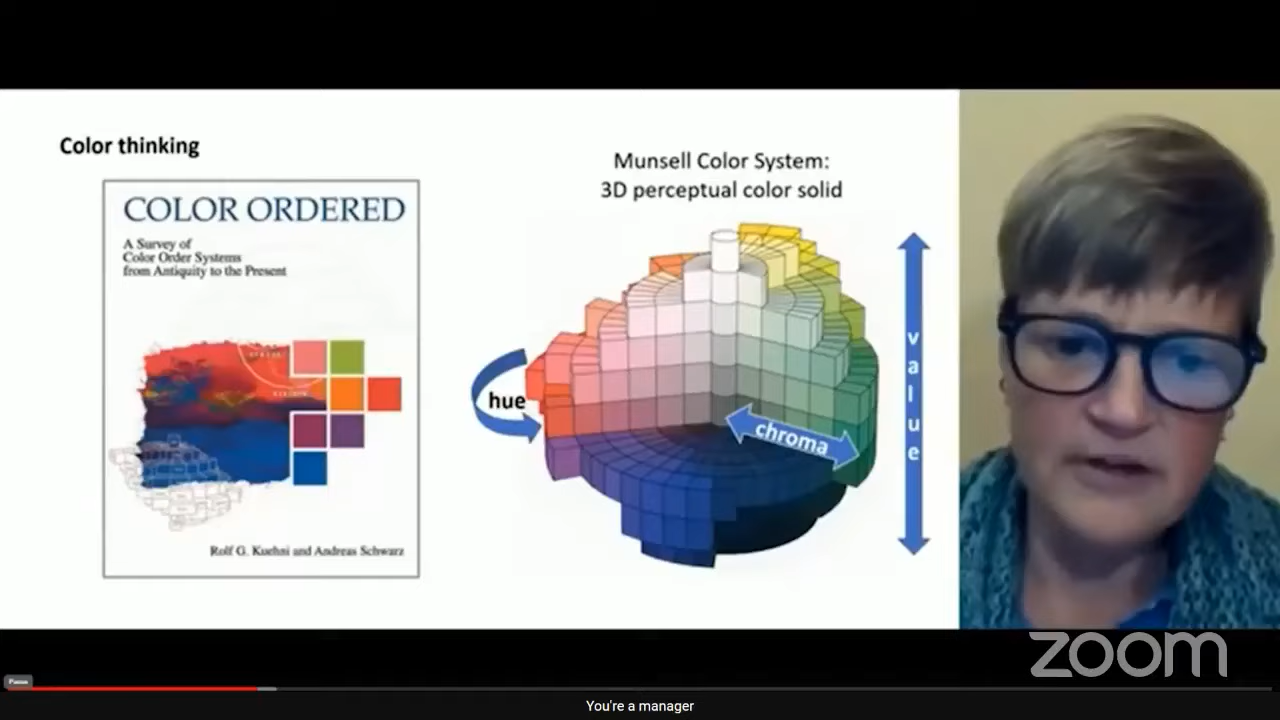 Color thinking
COLOR ORDERED
A Survey of
Color Order Systems
from Antiquity to the Present
Rolf G. Kuehni and Andreas Schwarz
Munsell Color System:
3D perceptual color solid
hue
chroma
value
zoom
Pause
You're a manager